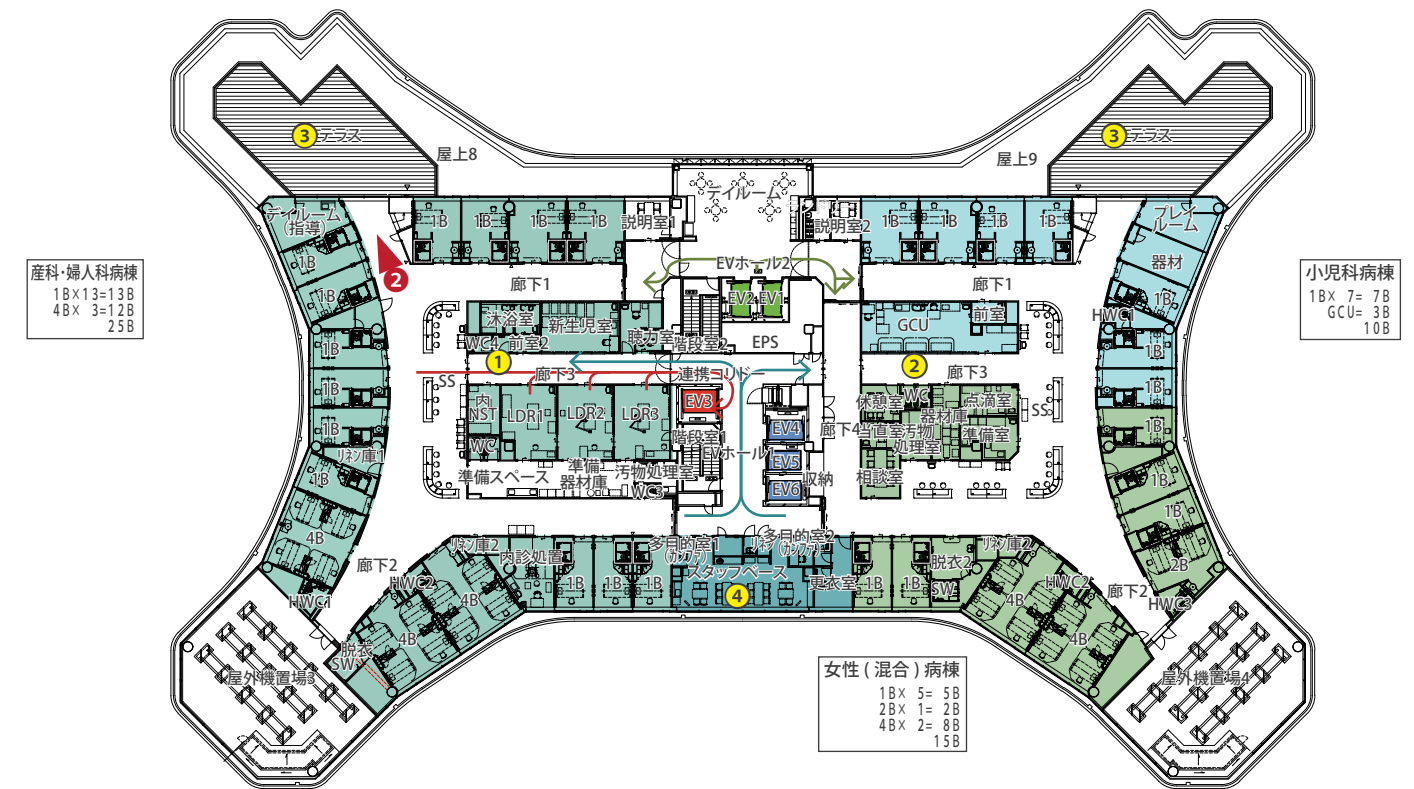 3 テラス
屋上8
屋上9
3 テラス
デイルーム
デイルーム
(指導)
1B
1B
1B
1B
説明室1
説明室2
1B
1B
1B
1B
プレイ
ルーム
1B
2
EVホール2
器材
産科・婦人科病棟
1B×13=13B
4B× 3=12B
25B
小児科病棟
1B× 7= 7B
GCU= 3B
10B
1B
廊下1
EV2
EV1
廊下1
1B
HWC1
沐浴室
新生児室
聴力室
階段室2
EPS
GCU
前室
WC4
前室2
1B
1B
1
2
SS
廊下3
連携コリドー
廊下3
1B
1B
内
NST
LDR1
LDR2
LDR3
EV3
休憩室
WC
器材庫
点滴室
SS
1B
WC
階段室1
EVホール1
EV4
廊下4
当直室
汚物
処理室
準備室
リネン庫1
1B
準備スペース
準備
器材庫
汚物処理室
WC3
EV5
EV6
収納
相談室
1B
4B
1B
廊下2
リネン庫2
内診処置
1B
1B
1B
多目的室1
(カンファ)
リネン
多目的室2
(カンファ)
スタッフベース
4
更衣室
1B
1B
脱衣2
SW
リネン庫2
2B
HWC1
HWC2
4B
4B
HWC2
4B
4B
廊下2
HWC3
脱衣
SW
屋外機置場3
屋外機置場4
女性(混合)病棟
1B× 5= 5B
2B× 1= 2B
4B× 2= 8B
15B